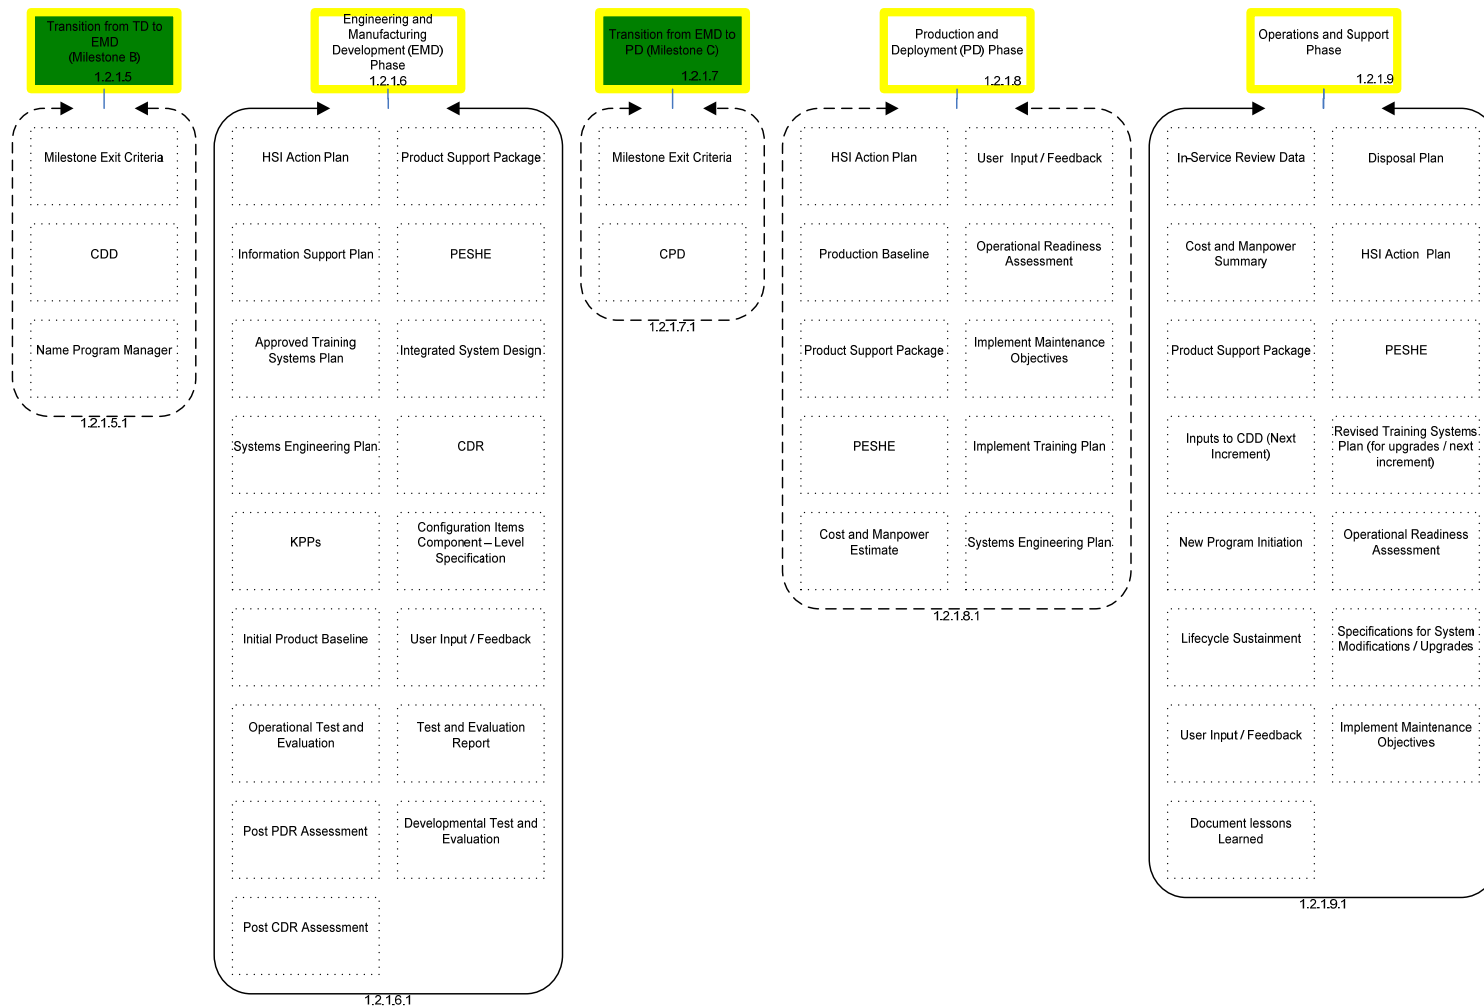 Transition from TD to
EMD
(Milestone B)
1.2.1.5
Milestone Exit Criteria
CDD
Name Program Manager
1.2.1.5.1
Engineering and
Manufacturing
Development (EMD)
Phase
1.2.1.6
HSI Action Plan
Product Support Package
Information Support Plan
PESHE
Approved Training
Systems Plan
Integrated System Design
Systems Engineering Plan
CDR
KPPs
Configuration Items
Component – Level
Specification
Initial Product Baseline
User Input / Feedback
Operational Test and
Evaluation
Test and Evaluation
Report
Post PDR Assessment
Developmental Test and
Evaluation
Post CDR Assessment
1.2.1.6.1
Transition from EMD to
PD (Milestone C)
1.2.1.7
Milestone Exit Criteria
CPD
1.2.1.7.1
Production and
Deployment (PD) Phase
1.2.1.8
HSI Action Plan
User Input / Feedback
Production Baseline
Operational Readiness
Assessment
Product Support Package
Implement Maintenance
Objectives
PESHE
Implement Training Plan
Cost and Manpower
Estimate
Systems Engineering Plan
1.2.1.8.1
Operations and Support
Phase
1.2.1.9
In-Service Review Data
Disposal Plan
Cost and Manpower
Summary
HSI Action Plan
Product Support Package
PESHE
Inputs to CDD (Next
Increment)
Revised Training Systems
Plan (for upgrades / next
increment)
New Program Initiation
Operational Readiness
Assessment
Lifecycle Sustainment
Specifications for System
Modifications / Upgrades
User Input / Feedback
Implement Maintenance
Objectives
Document lessons
Learned
1.2.1.9.1